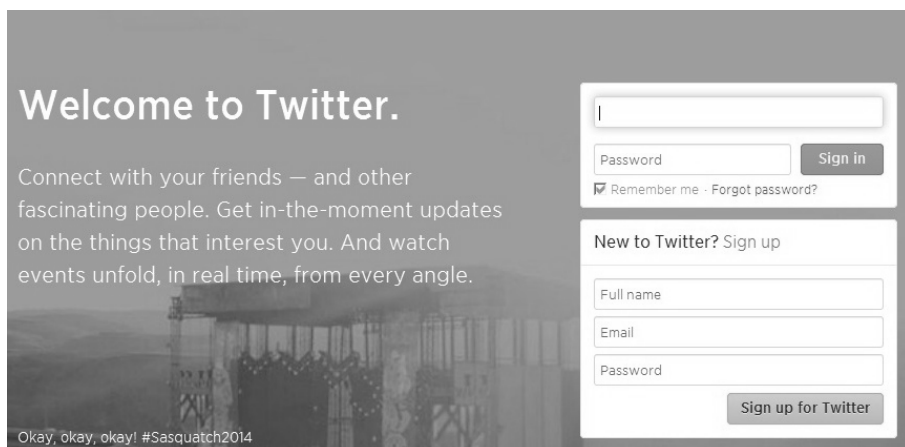 Welcome to Twitter.
Connect with your friends — and other
fascinating people. Get in-the-moment updates
on the things that interest you. And watch
events unfold, in real time, from every angle.
Okay, okay, okay! #Sasquatch2014
Password
Sign in
Remember me · Forgot password?
New to Twitter? Sign up
Full name
Email
Password
Sign up for Twitter